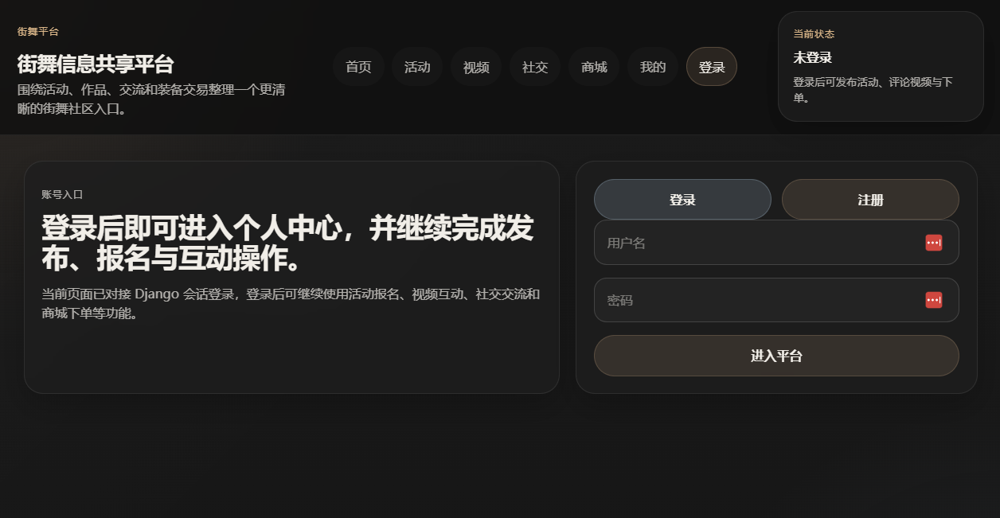 街舞平台
街舞信息共享平台
围绕活动、作品、交流和装备交易整理一个更清
晰的街舞社区入口。
首页
活动
视频
社交
商城
我的
登录
当前状态
未登录
登录后可发布活动、评论视频与下
单。
账号入口
登录后即可进入个人中心，并继续完成发
布、报名与互动操作。
当前页面已对接 Django 会话登录，登录后可继续使用活动报名、视频互动、社交交流和
商城下单等功能。
登录
注册
用户名
密码
进入平台